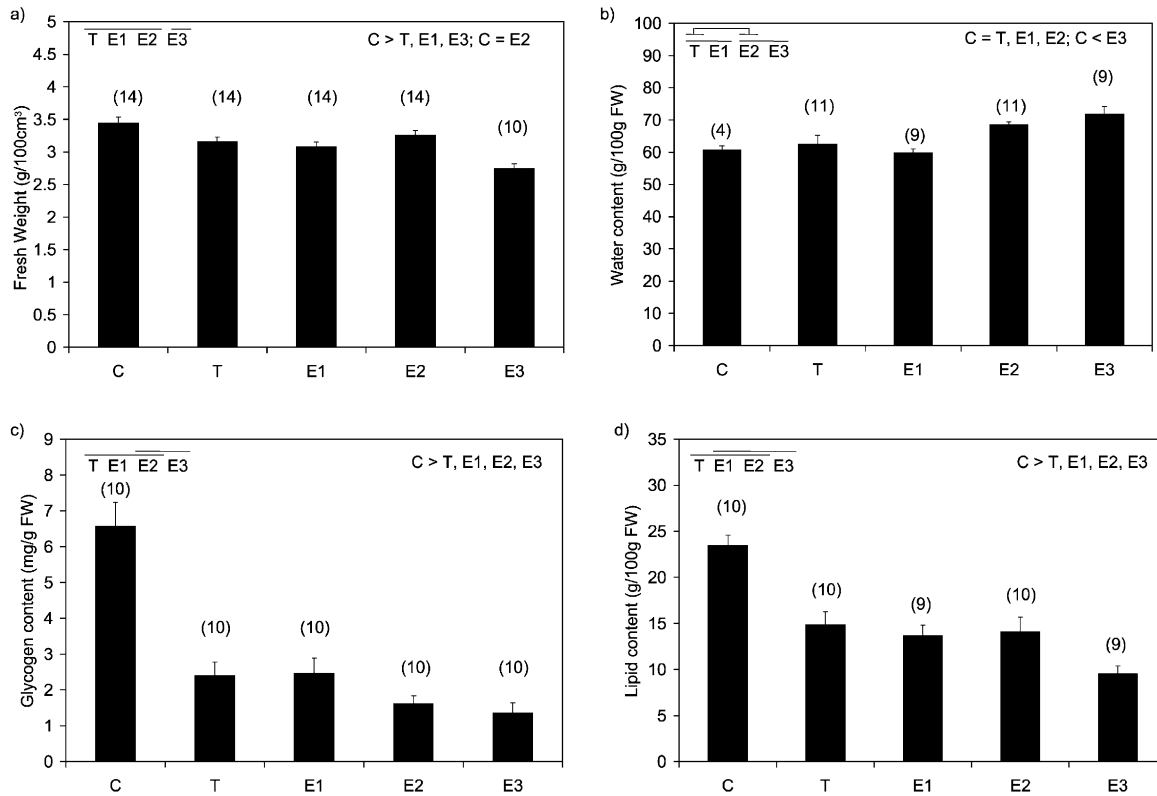 a)
Fresh Weight (g/100cm³)
5
4.5
4
3.5
3
2.5
2
1.5
1
0.5
0
T E1 E2 E3
C > T, E1, E3; C = E2
(14)
(14)
(14)
(14)
(10)
C
T
E1
E2
E3
b)
Water content (g/100g FW)
100
90
80
70
60
50
40
30
20
10
0
T E1 E2 E3
C = T, E1, E2; C < E3
(4)
(11)
(9)
(11)
(9)
C
T
E1
E2
E3
c)
Glycogen content (mg/g FW)
9
8
7
6
5
4
3
2
1
0
T E1 E2 E3
C > T, E1, E2, E3
(10)
(10)
(10)
(10)
(10)
C
T
E1
E2
E3
d)
Lipid content (g/100g FW)
35
30
25
20
15
10
5
0
T E1 E2 E3
C > T, E1, E2, E3
(10)
(10)
(9)
(10)
(9)
C
T
E1
E2
E3